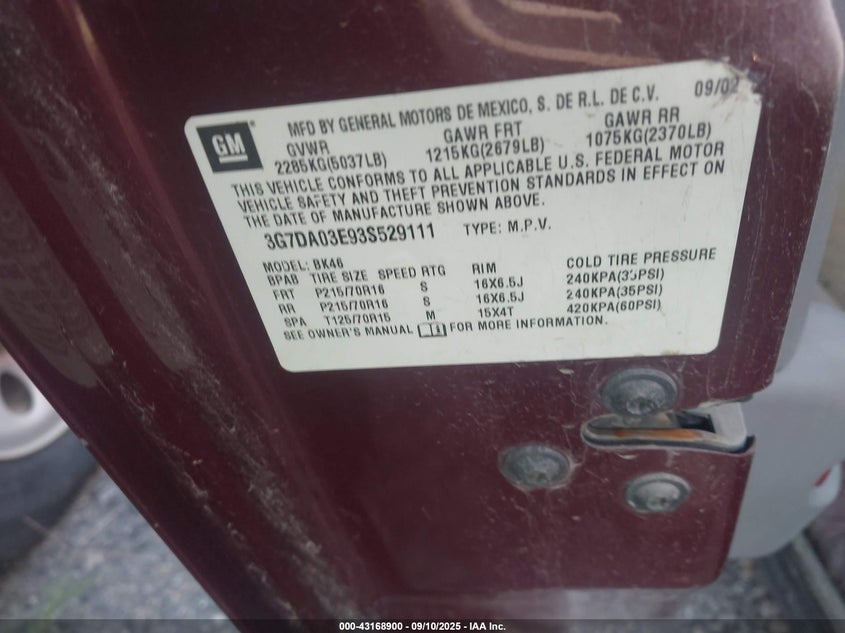 MFD BY GENERAL MOTORS DE MEXICO, S. DE R.L. DE C.V. 09/02
GM
GVWR GAWR FRT GAWR RR
2285KG(5037LB) 1215KG(2679LB) 1075KG(2370LB)
THIS VEHICLE CONFORMS TO ALL APPLICABLE U.S. FEDERAL MOTOR
VEHICLE SAFETY AND THEFT PREVENTION STANDARDS IN EFFECT ON
THE DATE OF MANUFACTURE SHOWN ABOVE.
3G7DA03E93S529111 TYPE: M.P.V.
MODEL: BK46
BPAB TIRE SIZE SPEED RTG RIM COLD TIRE PRESSURE
FRT P215/70R16 S 16X6.5J 240KPA(35PSI)
RR P215/70R16 S 16X6.5J 240KPA(35PSI)
SPA T125/70R15 M 15X4T 420KPA(60PSI)
SEE OWNER'S MANUAL FOR MORE INFORMATION.
000-43168900 - 09/10/2025 - IAA Inc.